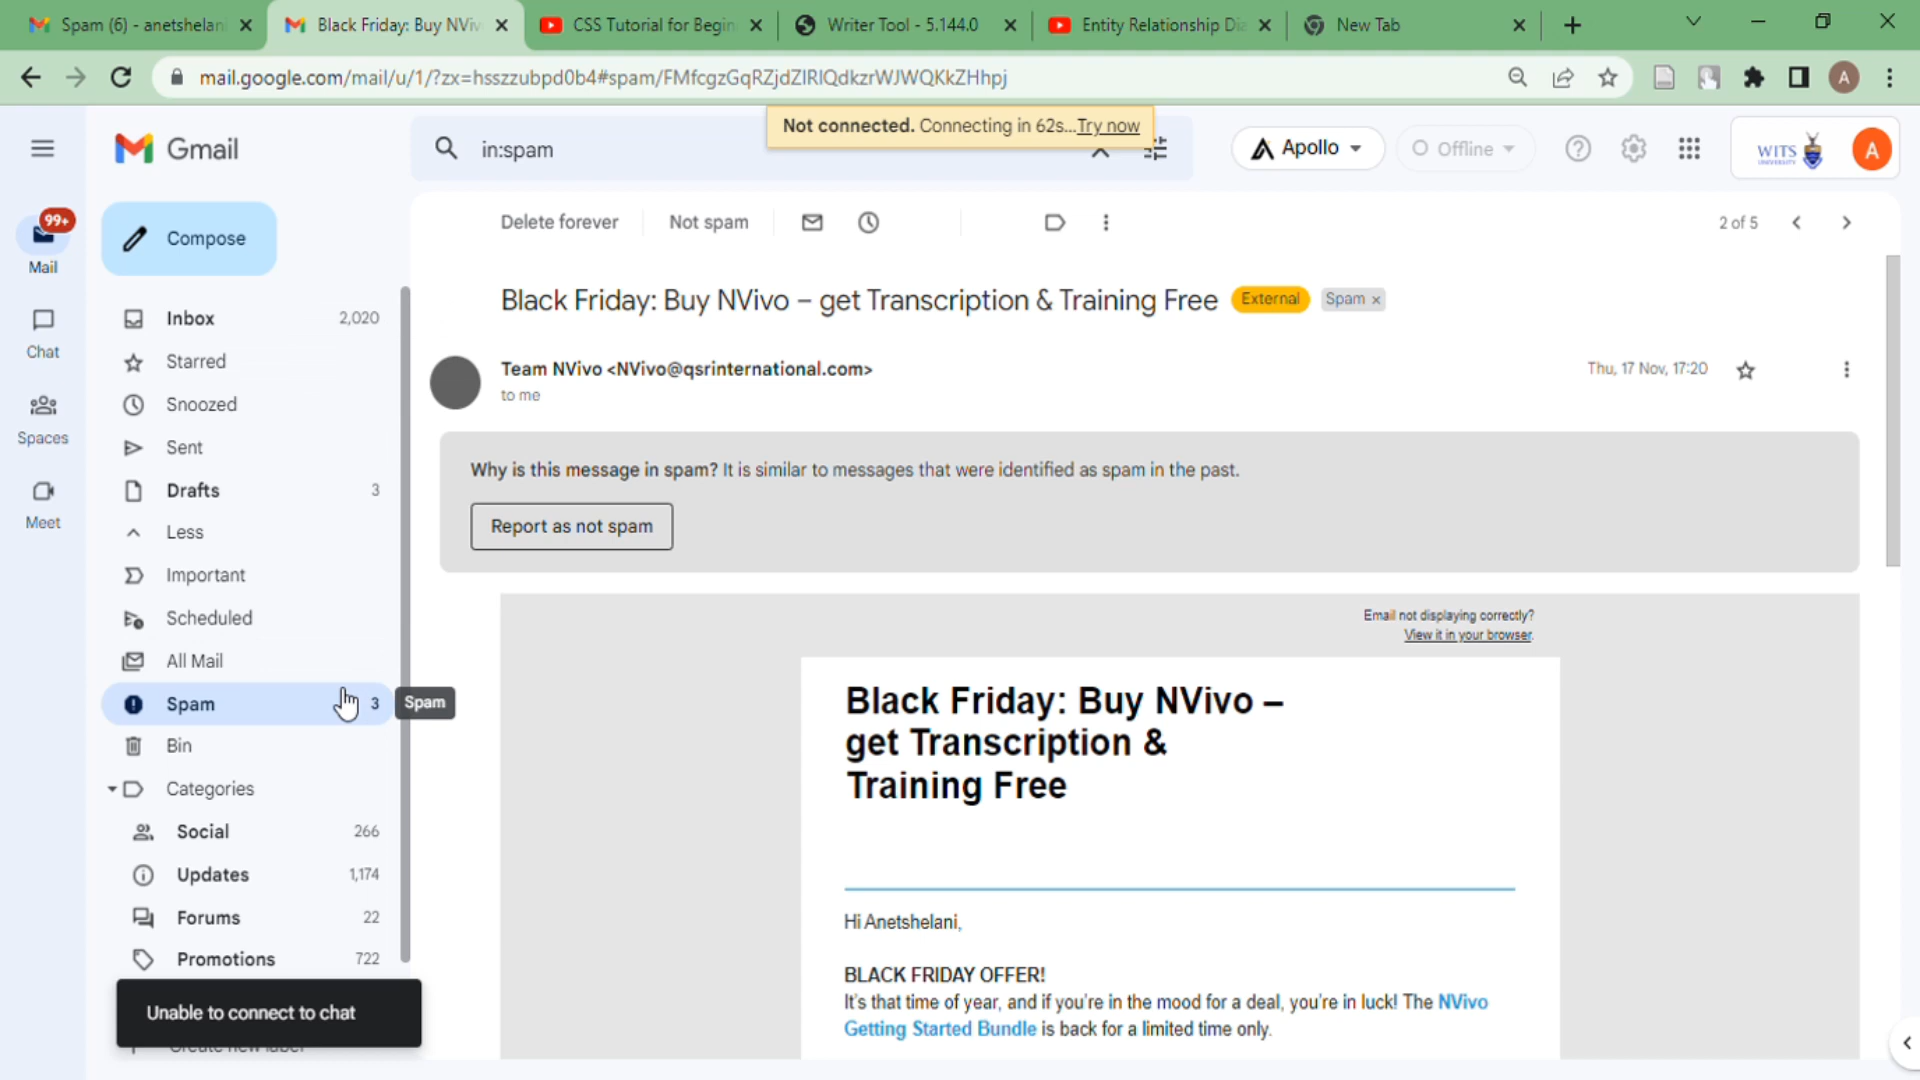 Spam (6) - anetshelani
Black Friday: Buy NViv
CSS Tutorial for Begin
Writer Tool - 5.144.0
Entity Relationship Dia
New Tab
mail.google.com/mail/u/1/?zx=hsszzubpd0b4#spam/FMfcgzGqRZjdZlRlQdkzrWJWQKkZHhpj
A
Not connected. Connecting in 62s...Try now
Gmail
in:spam
Apollo
Offline
WITS
UNIVERSITY
A
99+
Mail
Chat
Spaces
Meet
Compose
Inbox 2,020
Starred
Snoozed
Sent
Drafts 3
Less
Important
Scheduled
All Mail
Spam 3
Spam
Bin
Categories
Social 266
Updates 1,174
Forums 22
Promotions 722
Unable to connect to chat
Create new label
Delete forever
Not spam
2 of 5
Black Friday: Buy NVivo – get Transcription & Training Free External Spam ×
Team NVivo <NVivo@qsrinternational.com>
Thu, 17 Nov, 17:20
to me
Why is this message in spam? It is similar to messages that were identified as spam in the past.
Report as not spam
Email not displaying correctly?
View it in your browser.
Black Friday: Buy NVivo –
get Transcription &
Training Free
Hi Anetshelani,
BLACK FRIDAY OFFER!
It's that time of year, and if you're in the mood for a deal, you're in luck! The NVivo
Getting Started Bundle is back for a limited time only.